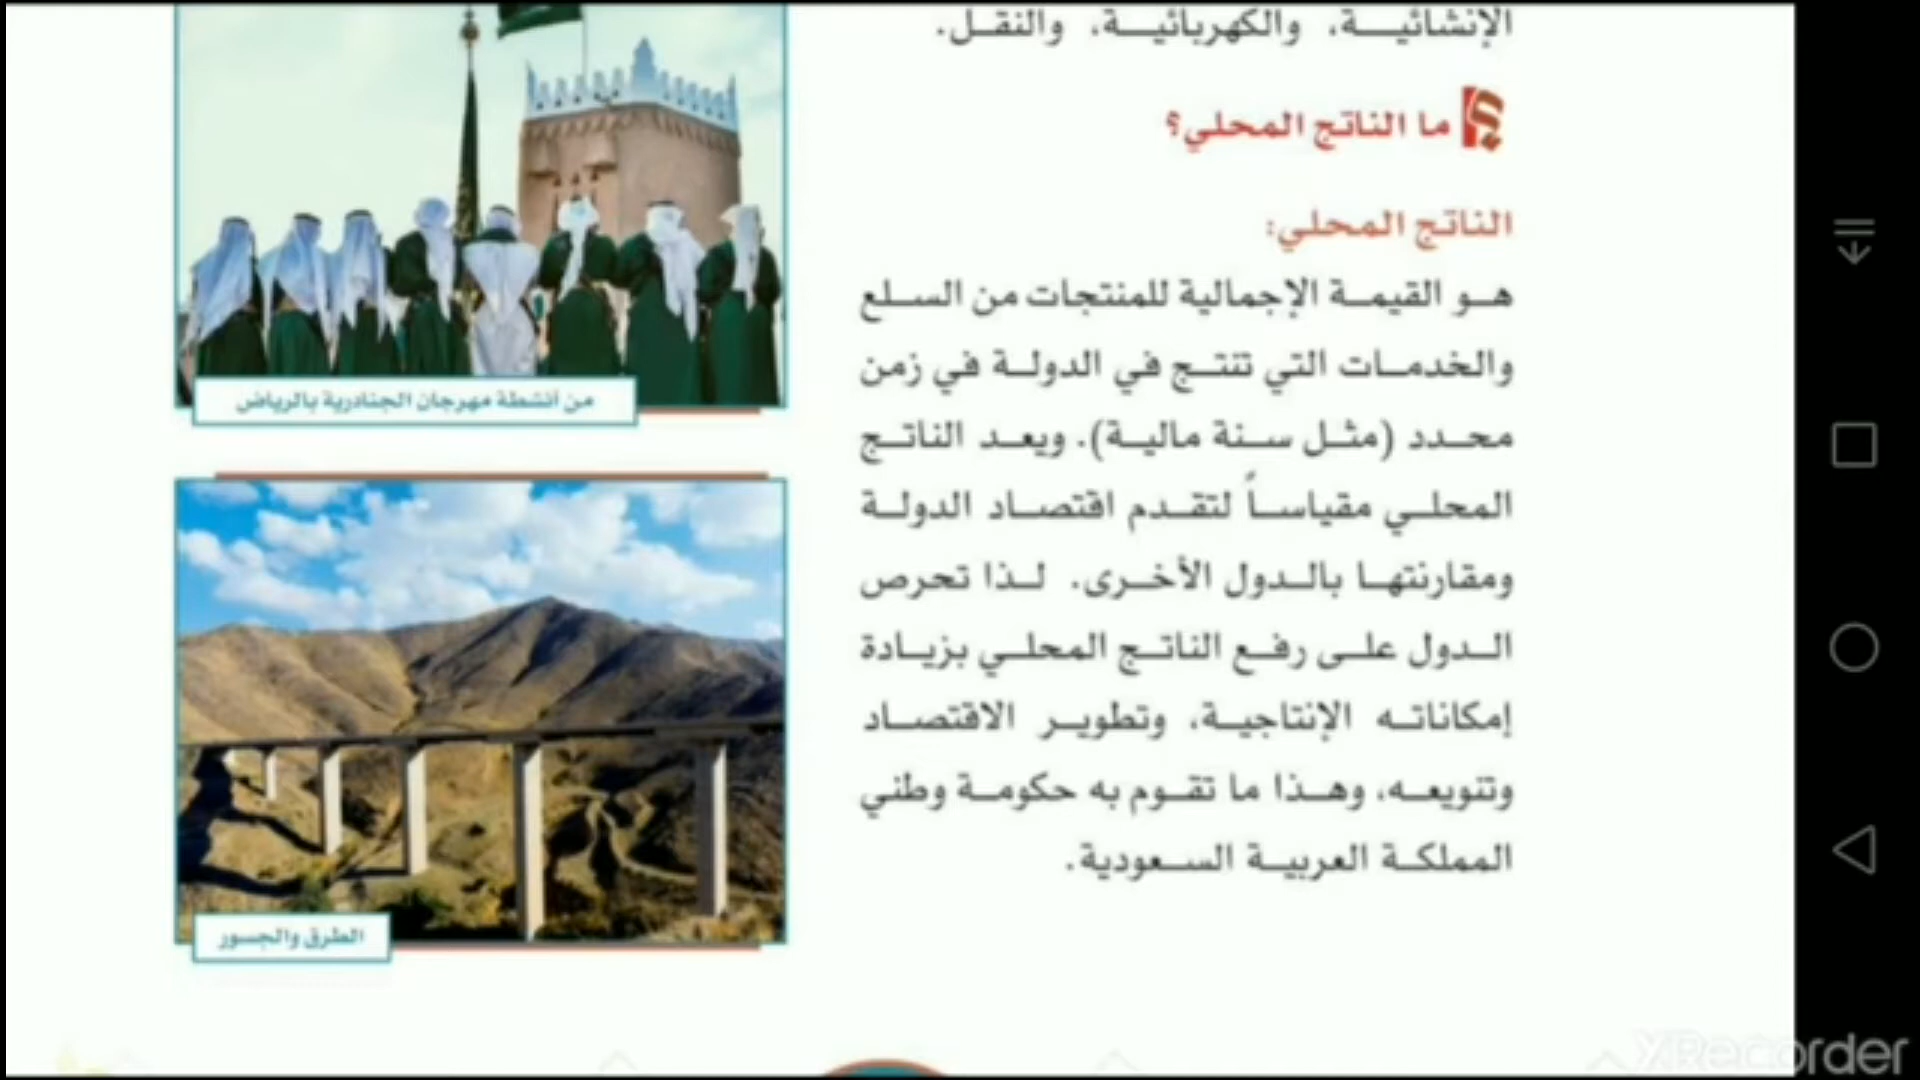 الإنشائية، والكهربائية، والنقل.
ما الناتج المحلي؟
الناتج المحلي:
هو القيمة الإجمالية للمنتجات من السلع
والخدمات التي تنتج في الدولة في زمن
محدد (مثل سنة مالية). ويعد الناتج
المحلي مقياساً لتقدم اقتصاد الدولة
ومقارنتها بالدول الأخرى. لذا تحرص
الدول على رفع الناتج المحلي بزيادة
إمكاناته الإنتاجية، وتطوير الاقتصاد
وتنويعه، وهذا ما تقوم به حكومة وطني
المملكة العربية السعودية.
من أنشطة مهرجان الجنادرية بالرياض
الطرق والجسور
XRecorder